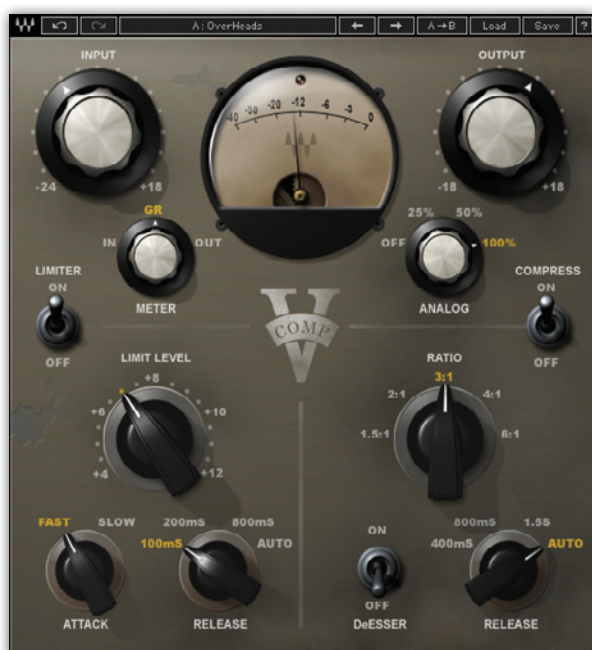 A: OverHeads
A→B
Load
Save
?
INPUT
OUTPUT
-40 -30 -20 -12 -6 -3 0
-24
+18
-18
+18
GR
IN
OUT
METER
25%
50%
OFF
100%
ANALOG
LIMITER
ON
OFF
COMPRESS
ON
OFF
V
COMP
LIMIT LEVEL
+8
+6
+10
+4
+12
RATIO
3:1
2:1
4:1
1.5:1
6:1
FAST
SLOW
ATTACK
200mS
800mS
100mS
AUTO
RELEASE
ON
OFF
DeESSER
800mS
1.5S
400mS
AUTO
RELEASE